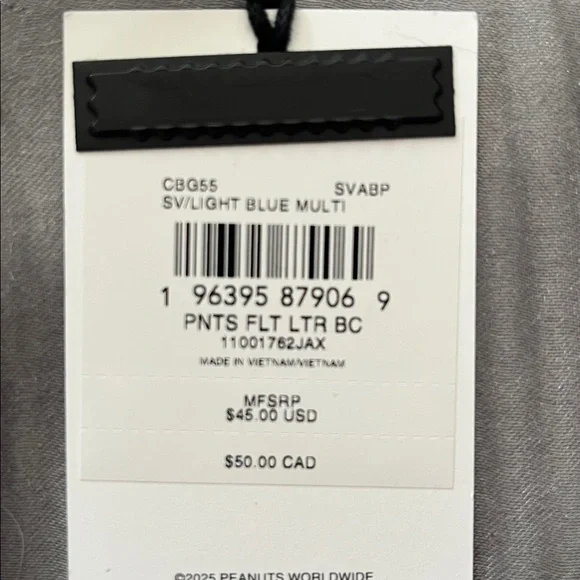 CBG55 SVABP
SV/LIGHT BLUE MULTI
1 96395 87906 9
PNTS FLT LTR BC
11001762JAX
MADE IN VIETNAM/VIETNAM
MFSRP
$45.00 USD
$50.00 CAD
©2025 PEANUTS WORLDWIDE